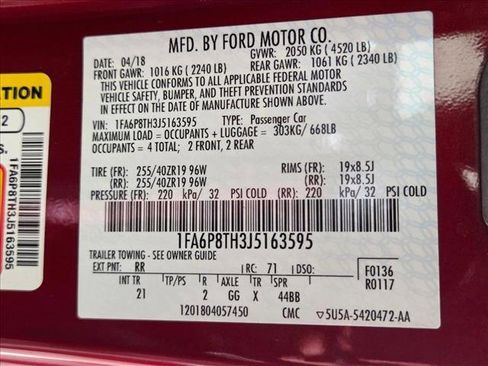 MFD. BY FORD MOTOR CO.
04/18 GVWR: 2050 KG (4520 LB)
FRONT GAWR: 1016 KG (2240 LB) REAR GAWR: 1061 KG (2340 LB)
THIS VEHICLE CONFORMS TO ALL APPLICABLE FEDERAL MOTOR
VEHICLE SAFETY, BUMPER, AND THEFT PREVENTION STANDARDS
IN EFFECT ON THE DATE OF MANUFACTURE SHOWN ABOVE.
VIN: 1FA6P8TH3J5163595 TYPE: Passenger Car
MAXIMUM LOAD = OCCUPANTS + LUGGAGE = 303KG/ 668LB
OCCUPANTS = 4 TOTAL; 2 FRONT, 2 REAR
TIRE (FR): 255/40ZR19 96W RIMS (FR): 19x8.5J
(RR): 255/40ZR19 96W (RR): 19x8.5J
PRESSURE (FR): 220 kPa/ 32 PSI COLD (RR): 220 kPa/ 32 PSI COLD
1FA6P8TH3J5163595
TRAILER TOWING - SEE OWNER GUIDE
EXT PNT: RR RC: 71 DSO: F0136
INT TR TP/PS R AXLE TR SPR R0117
21 2 GG X 44BB
1201804057450 CMC ▽5U5A-5420472-AA
ATION
2
s.
1FA6P8TH3J5163595